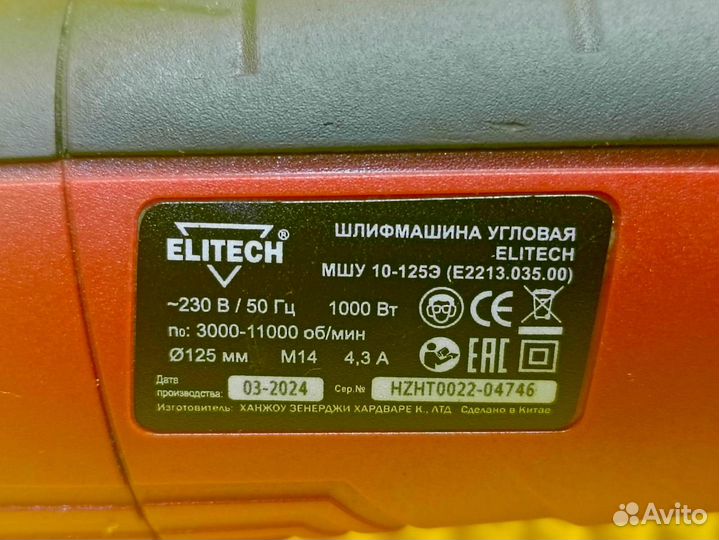 ELITECH®
ШЛИФМАШИНА УГЛОВАЯ
ELITECH
МШУ 10-125Э (E2213.035.00)
~230 В / 50 Гц 1000 Вт
n₀: 3000-11000 об/мин
Ø125 мм M14 4,3 А
CE
EAC
Дата производства: 03-2024 Сер.№ HZHT0022-04746
Изготовитель: ХАНЖОУ ЗЕНЕРДЖИ ХАРДВАРЕ К., ЛТД Сделано в Китае
Avito